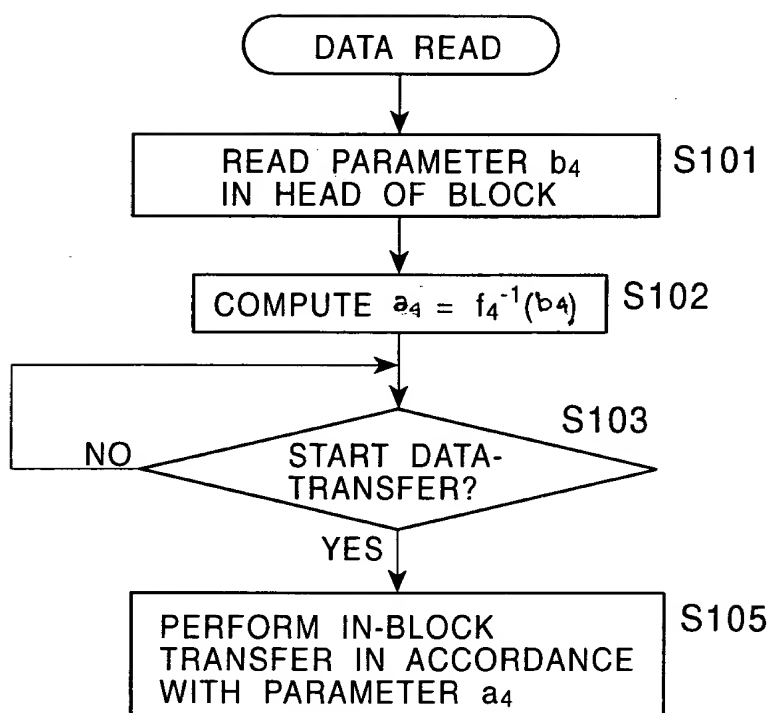 DATA READ
READ PARAMETER b₄
IN HEAD OF BLOCK
S101
COMPUTE a₄ = f₄⁻¹(b₄)
S102
S103
START DATA-
TRANSFER?
NO
YES
PERFORM IN-BLOCK
TRANSFER IN ACCORDANCE
WITH PARAMETER a₄
S105